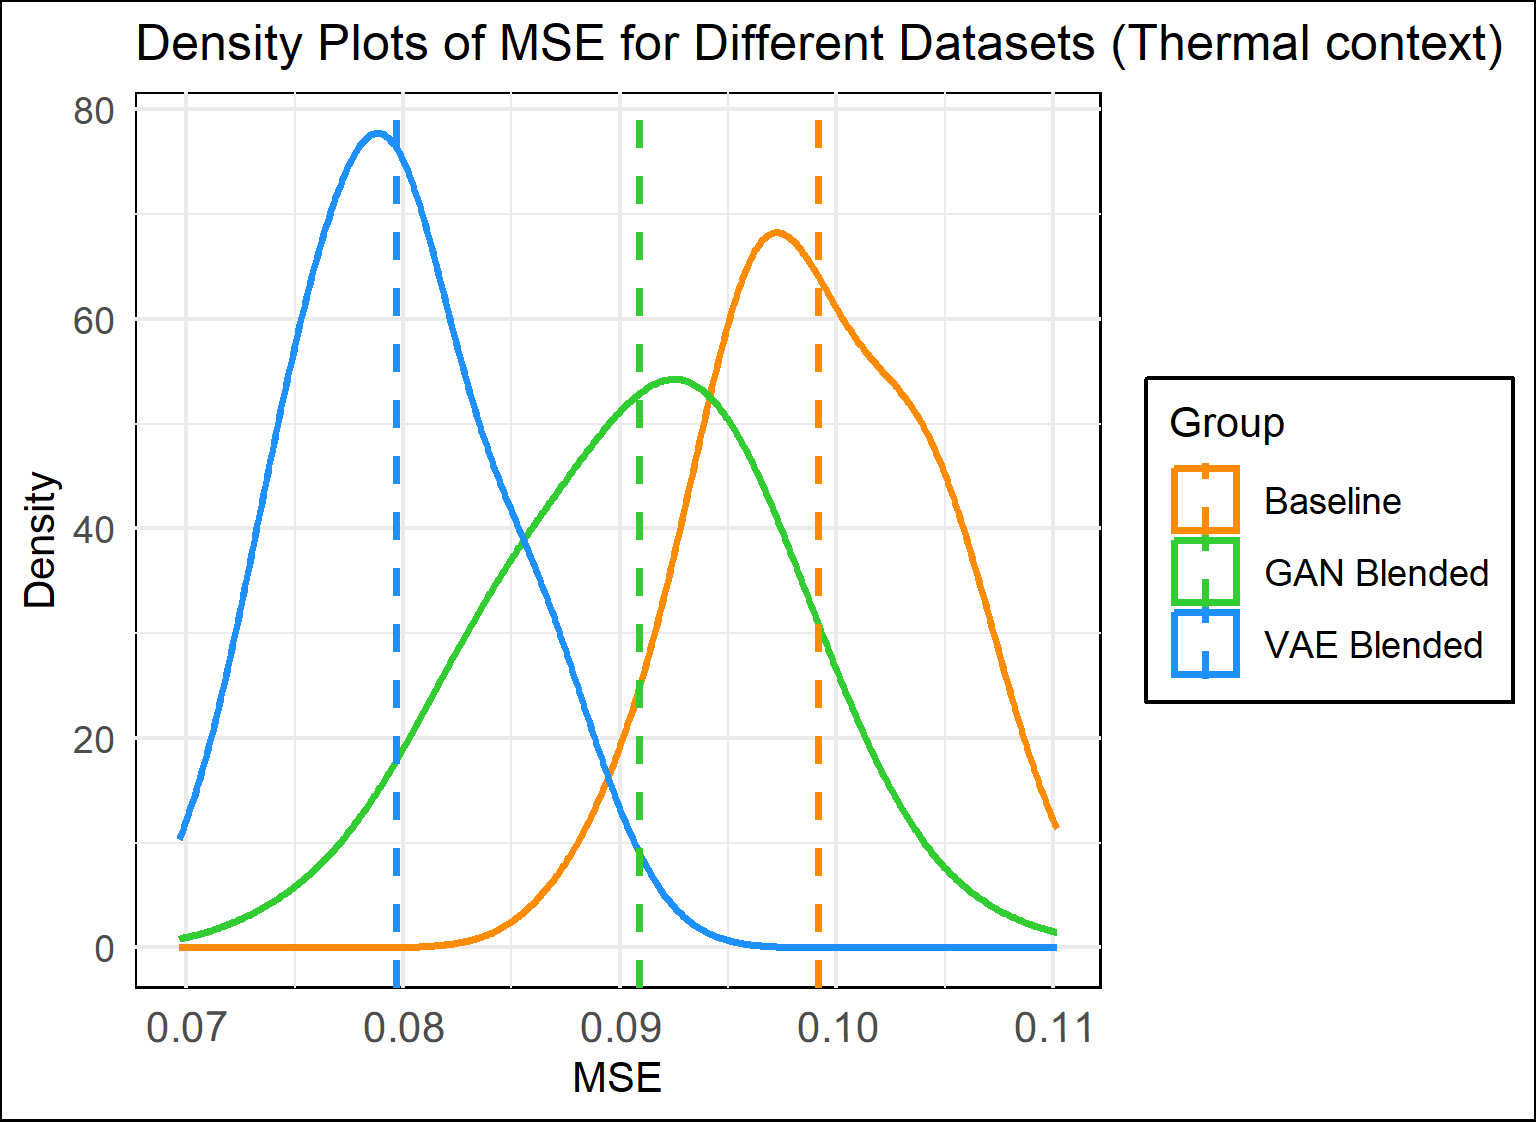 Density Plots of MSE for Different Datasets (Thermal context)
80
60
40
20
0
Density
0.07 0.08 0.09 0.10 0.11
MSE
Group
Baseline
GAN Blended
VAE Blended